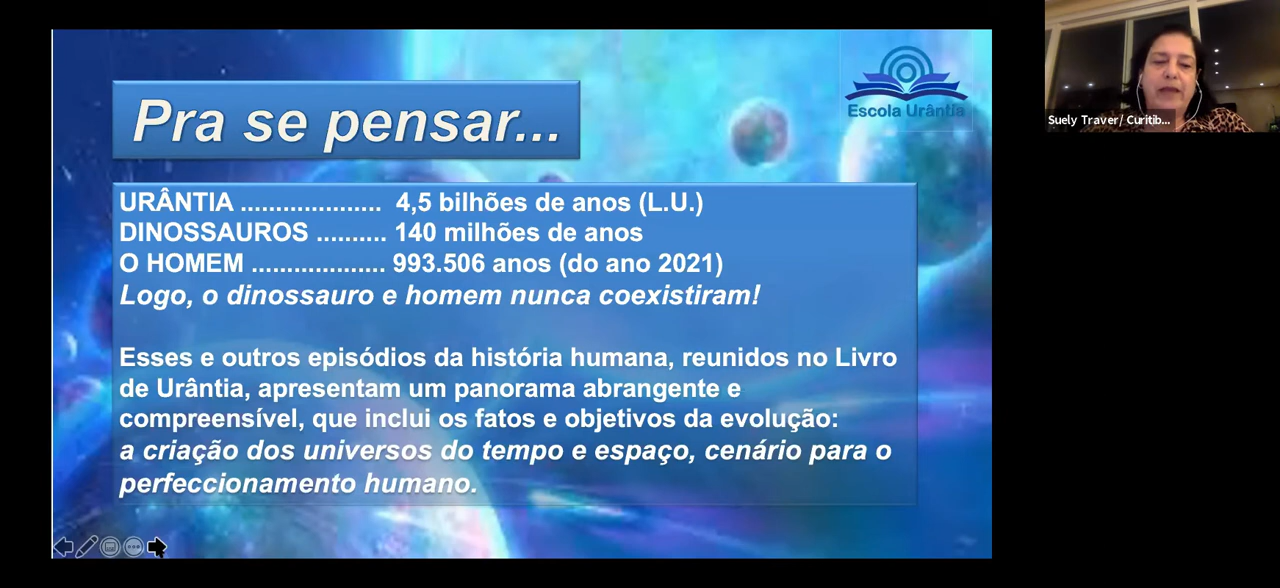 Pra se pensar...
Escola Urântia
URÂNTIA .................... 4,5 bilhões de anos (L.U.)
DINOSSAUROS .......... 140 milhões de anos
O HOMEM ................... 993.506 anos (do ano 2021)
Logo, o dinossauro e homem nunca coexistiram!
Esses e outros episódios da história humana, reunidos no Livro
de Urântia, apresentam um panorama abrangente e
compreensível, que inclui os fatos e objetivos da evolução:
a criação dos universos do tempo e espaço, cenário para o
perfeccionamento humano.
Suely Traver/ Curitib...